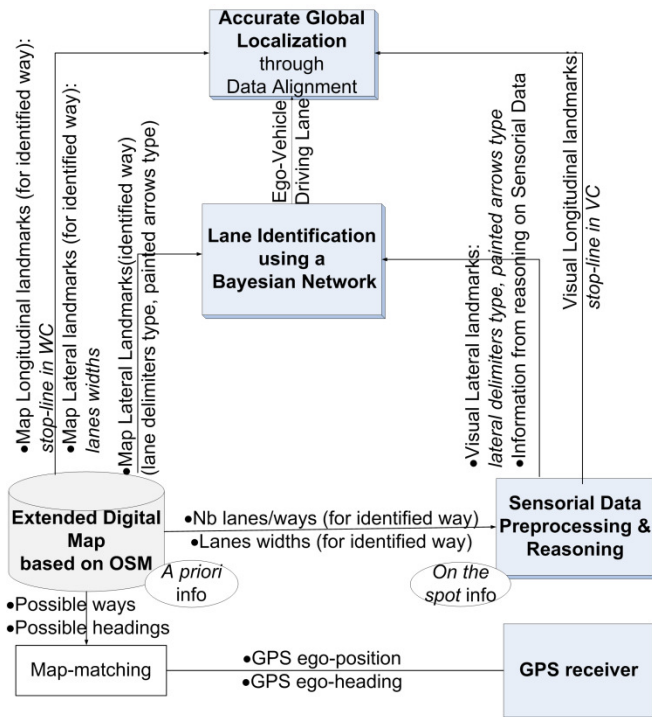 Accurate Global
Localization
through
Data Alignment
●Map Longitudinal landmarks (for identified way):
stop-line in WC
●Map Lateral landmarks (for identified way):
lanes widths
●Map Lateral Landmarks(identified way)
(lane delimiters type, painted arrows type)
Ego-Vehicle
Driving Lane
●Visual Lateral landmarks:
lateral delimiters type, painted arrows type
●Information from reasoning on Sensorial Data
Visual Longitudinal landmarks:
stop-line in VC
Lane Identification
using a
Bayesian Network
Extended Digital
Map
based on OSM
●Nb lanes/ways (for identified way)
●Lanes widths (for identified way)
Sensorial Data
Preprocessing &
Reasoning
A priori
info
On the
spot info
●Possible ways
●Possible headings
Map-matching
●GPS ego-position
●GPS ego-heading
GPS receiver